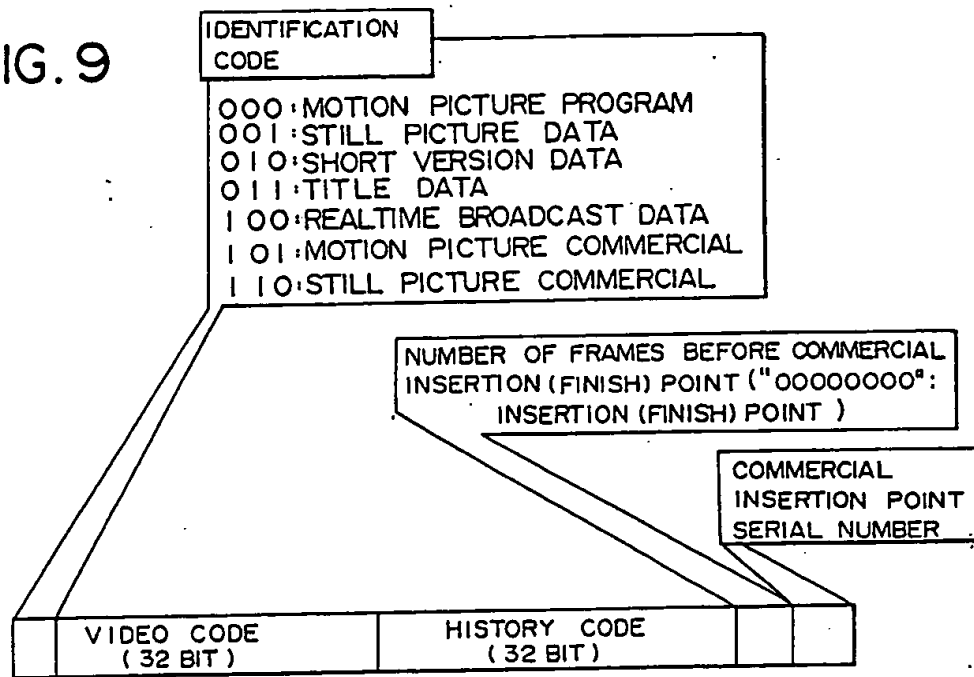 IG. 9
IDENTIFICATION
CODE
000:MOTION PICTURE PROGRAM
001:STILL PICTURE DATA
010:SHORT VERSION DATA
011:TITLE DATA
100:REALTIME BROADCAST DATA
101:MOTION PICTURE COMMERCIAL
110:STILL PICTURE COMMERCIAL
NUMBER OF FRAMES BEFORE COMMERCIAL
INSERTION (FINISH) POINT ("00000000":
INSERTION (FINISH) POINT )
COMMERCIAL
INSERTION POINT
SERIAL NUMBER
VIDEO CODE
(32 BIT)
HISTORY CODE
(32 BIT)